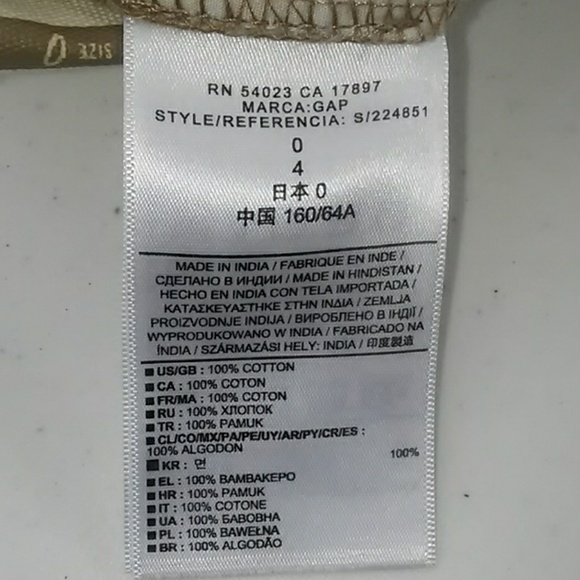 SIZE 0
RN 54023 CA 17897
MARCA:GAP
STYLE/REFERENCIA: S/224851
0
4
日本 0
中国 160/64A
MADE IN INDIA / FABRIQUE EN INDE /
СДЕЛАНО В ИНДИИ / MADE IN HINDISTAN /
HECHO EN INDIA CON TELA IMPORTADA /
ΚΑΤΑΣΚΕΥΑΣΤΗΚΕ ΣΤΗΝ ΙΝΔΙΑ / ZEMLJA
PROIZVODNJE INDIJA / ВИРОБЛЕНО В ІНДІЇ /
WYPRODUKOWANO W INDIA / FABRICADO NA
ÍNDIA / SZÁRMAZÁSI HELY: INDIA / 印度製造
US/GB : 100% COTTON
CA : 100% COTON
FR/MA : 100% COTON
RU : 100% ХЛОПОК
TR : 100% PAMUK
CL/CO/MX/PA/PE/UY/AR/PY/CR/ES :
100% ALGODON
KR : 면 100%
EL : 100% ΒΑΜΒΑΚΕΡΟ
HR : 100% PAMUK
IT : 100% COTONE
UA : 100% БАВОВНА
PL : 100% BAWEŁNA
BR : 100% ALGODÃO